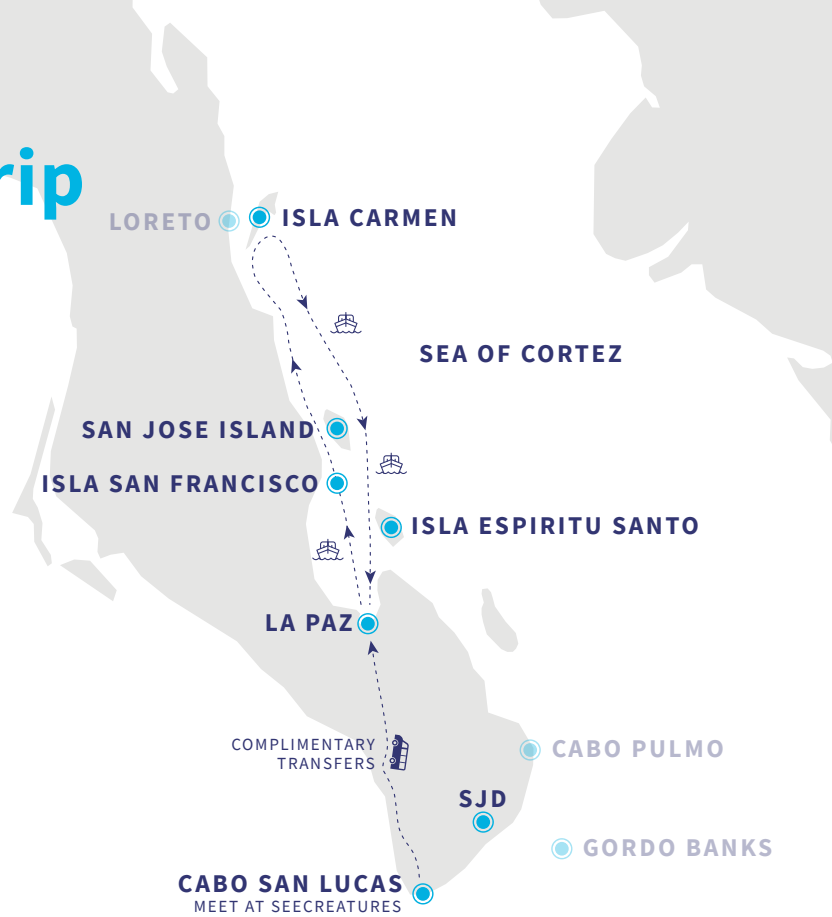 rip
LORETO
ISLA CARMEN
SEA OF CORTEZ
SAN JOSE ISLAND
ISLA SAN FRANCISCO
ISLA ESPIRITU SANTO
LA PAZ
COMPLIMENTARY
TRANSFERS
CABO PULMO
SJD
GORDO BANKS
CABO SAN LUCAS
MEET AT SEECREATURES